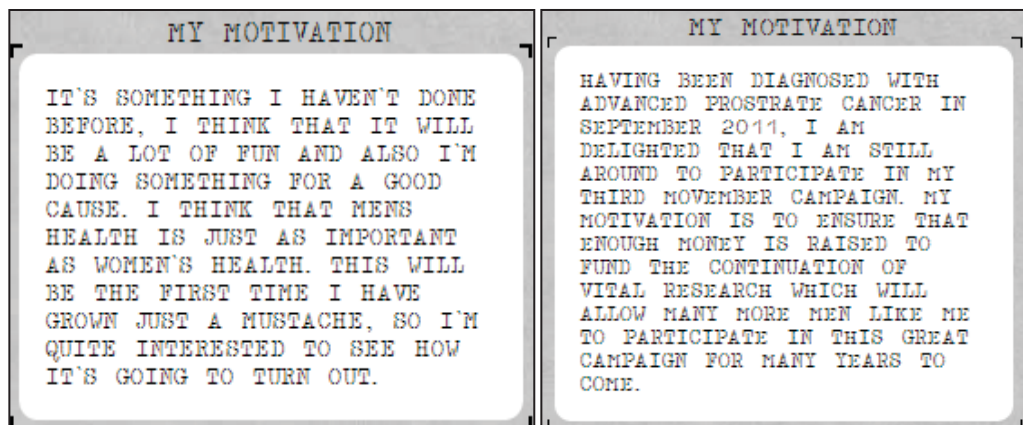 MY MOTIVATION
IT`S SOMETHING I HAVEN`T DONE
BEFORE, I THINK THAT IT WILL
BE A LOT OF FUN AND ALSO I`M
DOING SOMETHING FOR A GOOD
CAUSE. I THINK THAT MENS
HEALTH IS JUST AS IMPORTANT
AS WOMEN`S HEALTH. THIS WILL
BE THE FIRST TIME I HAVE
GROWN JUST A MUSTACHE, SO I`M
QUITE INTERESTED TO SEE HOW
IT`S GOING TO TURN OUT.
MY MOTIVATION
HAVING BEEN DIAGNOSED WITH
ADVANCED PROSTRATE CANCER IN
SEPTEMBER 2011, I AM
DELIGHTED THAT I AM STILL
AROUND TO PARTICIPATE IN MY
THIRD MOVEMBER CAMPAIGN. MY
MOTIVATION IS TO ENSURE THAT
ENOUGH MONEY IS RAISED TO
FUND THE CONTINUATION OF
VITAL RESEARCH WHICH WILL
ALLOW MANY MORE MEN LIKE ME
TO PARTICIPATE IN THIS GREAT
CAMPAIGN FOR MANY YEARS TO
COME.